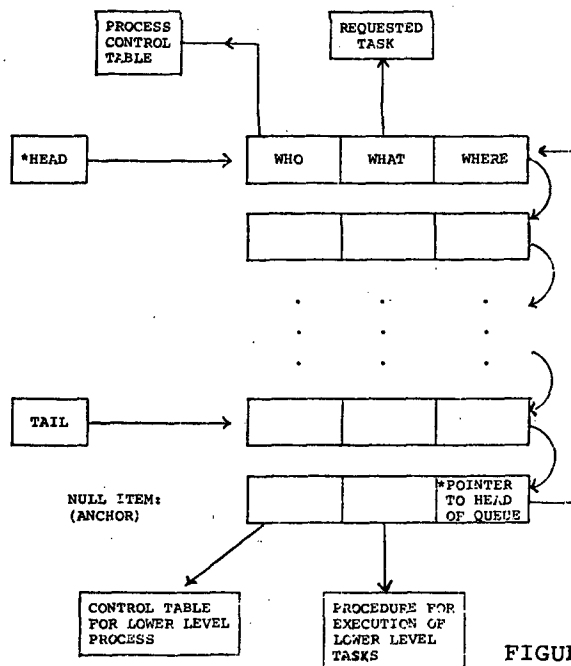 PROCESS
CONTROL
TABLE
REQUESTED
TASK
*HEAD
WHO
WHAT
WHERE
TAIL
NULL ITEM:
(ANCHOR)
*POINTER
TO HEAD
OF QUEUE
CONTROL TABLE
FOR LOWER LEVEL
PROCESS
PROCEDURE FOR
EXECUTION OF
LOWER LEVEL
TASKS
FIGU